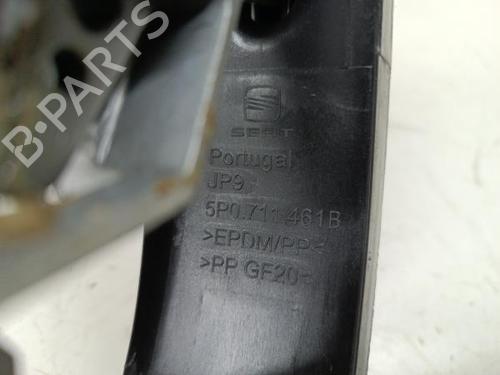 SEAT
Portugal
JP9
5P0.711.461B
>EPDM/PP<
>PP GF20<
B-PARTS